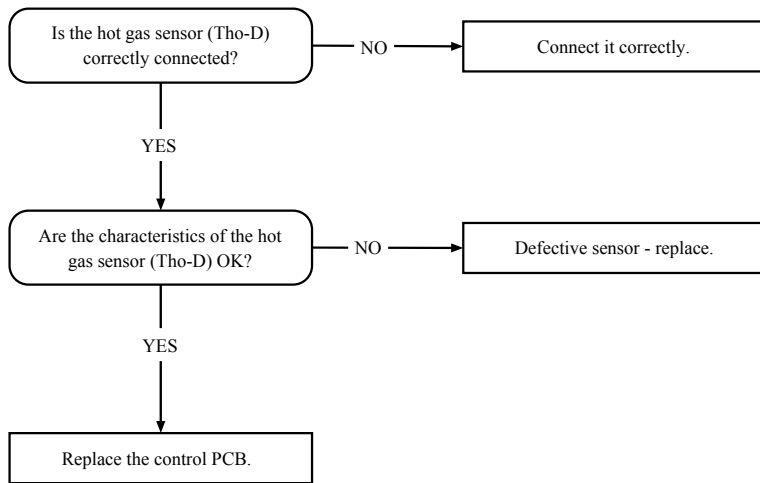 Is the hot gas sensor (Tho-D)
correctly connected?
NO
Connect it correctly.
YES
Are the characteristics of the hot
gas sensor (Tho-D) OK?
NO
Defective sensor - replace.
YES
Replace the control PCB.